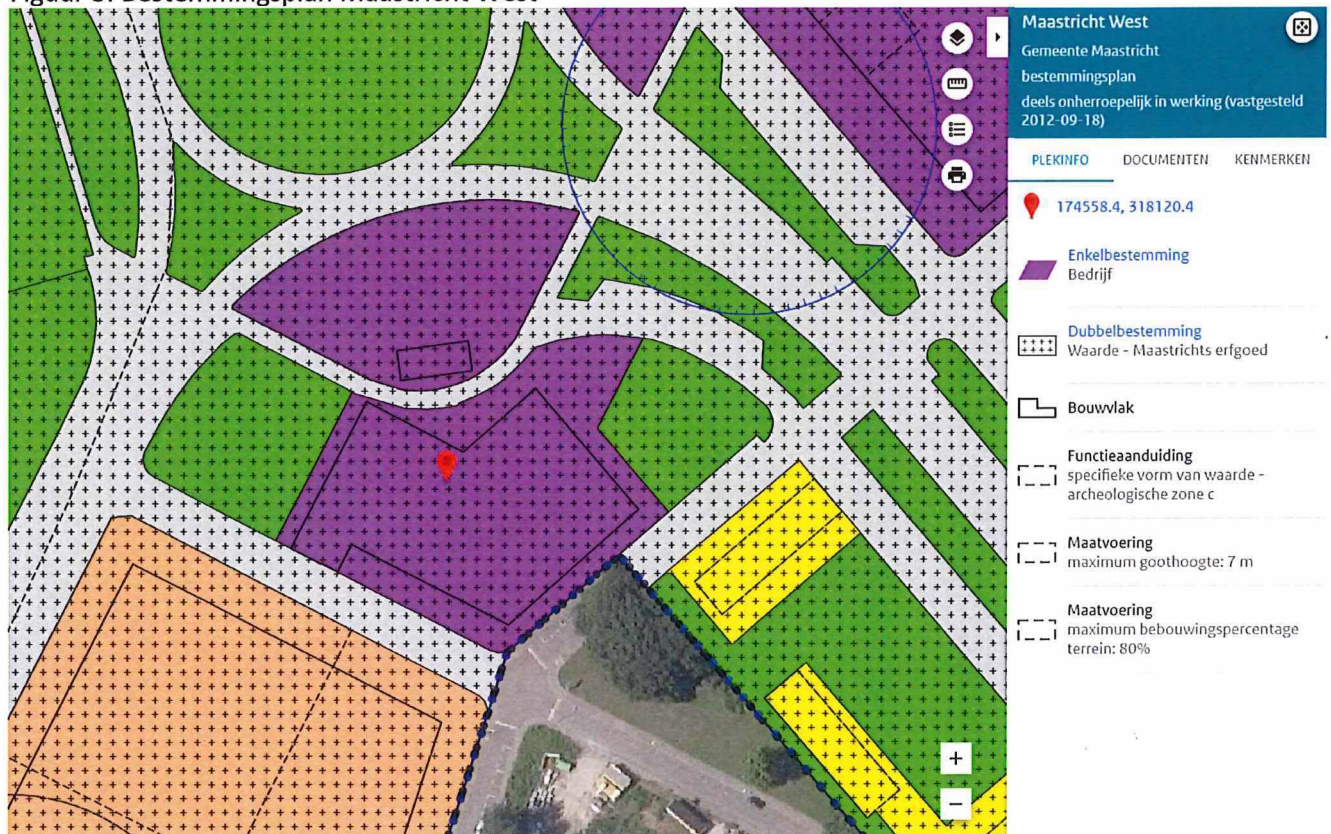 Maastricht West
Gemeente Maastricht
bestemmingsplan
deels onherroepelijk in werking (vastgesteld
2012-09-18)
PLEKINFO DOCUMENTEN KENMERKEN
174558.4, 318120.4
Enkelbestemming
Bedrijf
Dubbelbestemming
Waarde - Maastrichts erfgoed
Bouwvlak
Functieaanduiding
specifieke vorm van waarde -
archeologische zone c
Maatvoering
maximum goothoogte: 7 m
Maatvoering
maximum bebouwingspercentage
terrein: 80%
+
−